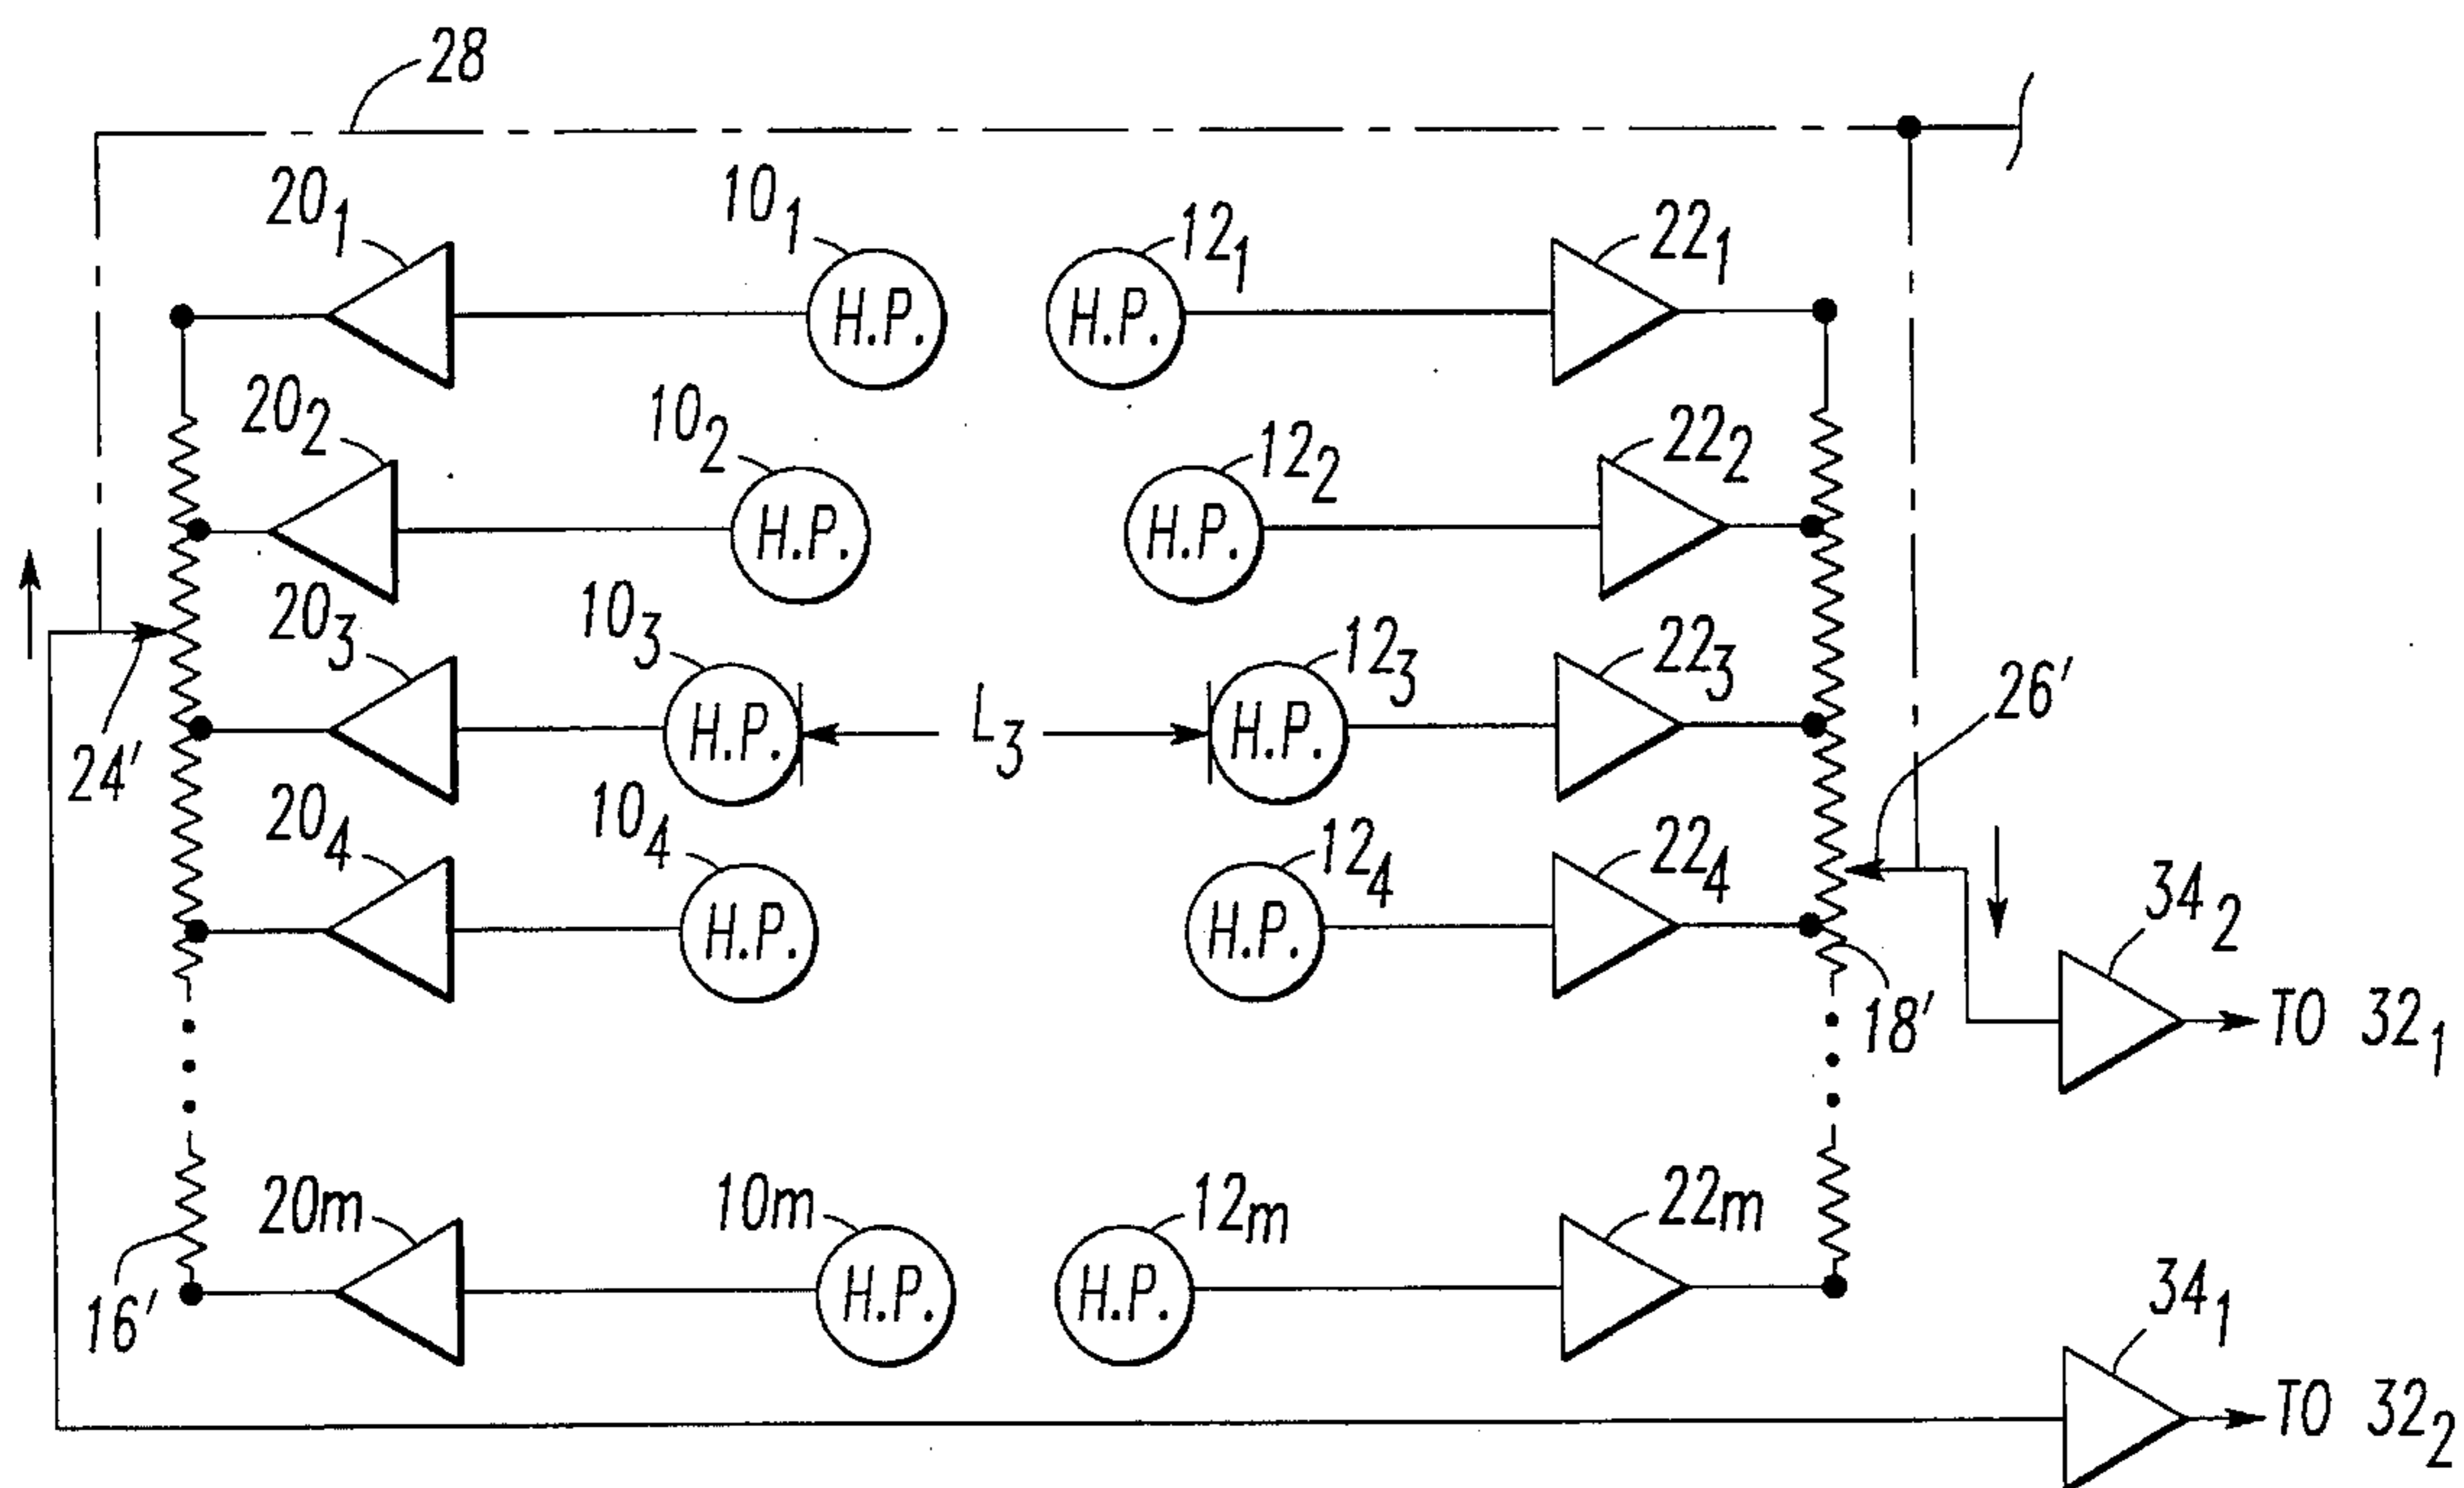 28
20₁ 10₁ 12₁ 22₁
H.P. H.P.
20₂ 10₂ 12₂ 22₂
H.P. H.P.
20₃ 10₃ 12₃ 22₃ 26′
24′ H.P. L₃ H.P.
20₄ 10₄ 12₄ 22₄ 34₂
H.P. H.P.
18′ TO 32₁
20m 10m 12m 22m
16′ H.P. H.P. 34₁
TO 32₂